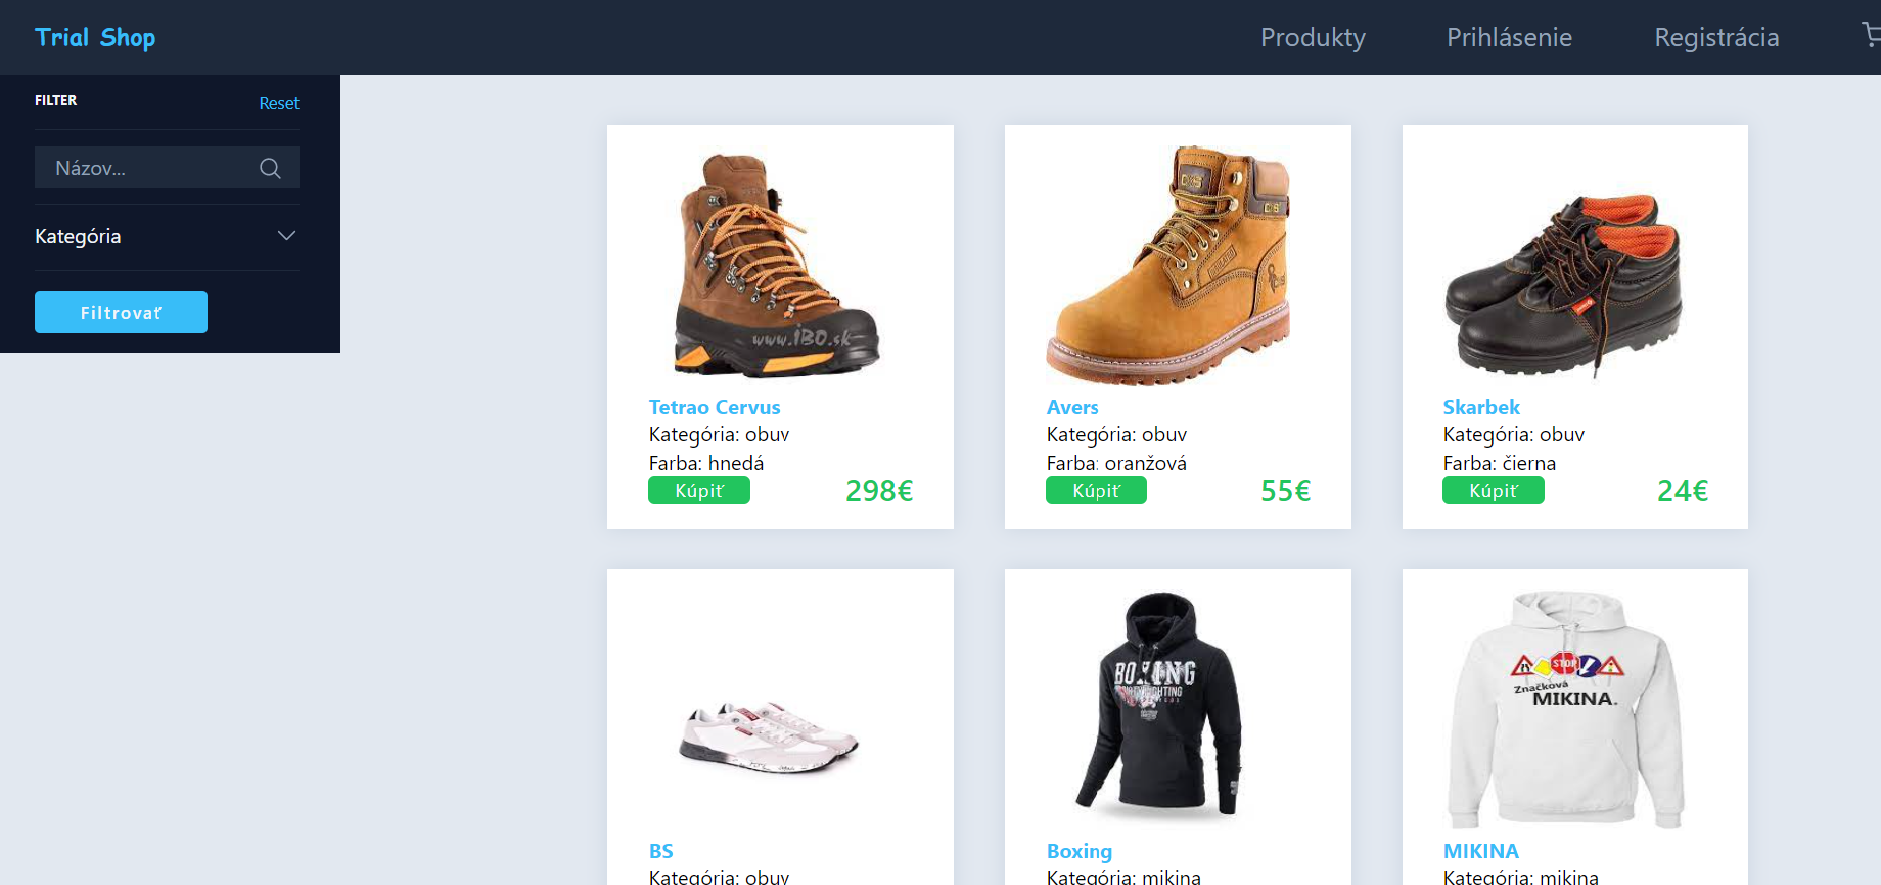 Trial Shop
Produkty
Prihlásenie
Registrácia
FILTER
Reset
Názov...
Kategória
Filtrovať
www.iBO.sk
Tetrao Cervus
Kategória: obuv
Farba: hnedá
Kúpiť
298€
CXS
CXS
Avers
Kategória: obuv
Farba: oranžová
Kúpiť
55€
Skarbek
Kategória: obuv
Farba: čierna
Kúpiť
24€
BS
Kategória: obuv
BOXING
Boxing
Kategória: mikina
STOP
Značková
MIKINA.
MIKINA
Kategória: mikina